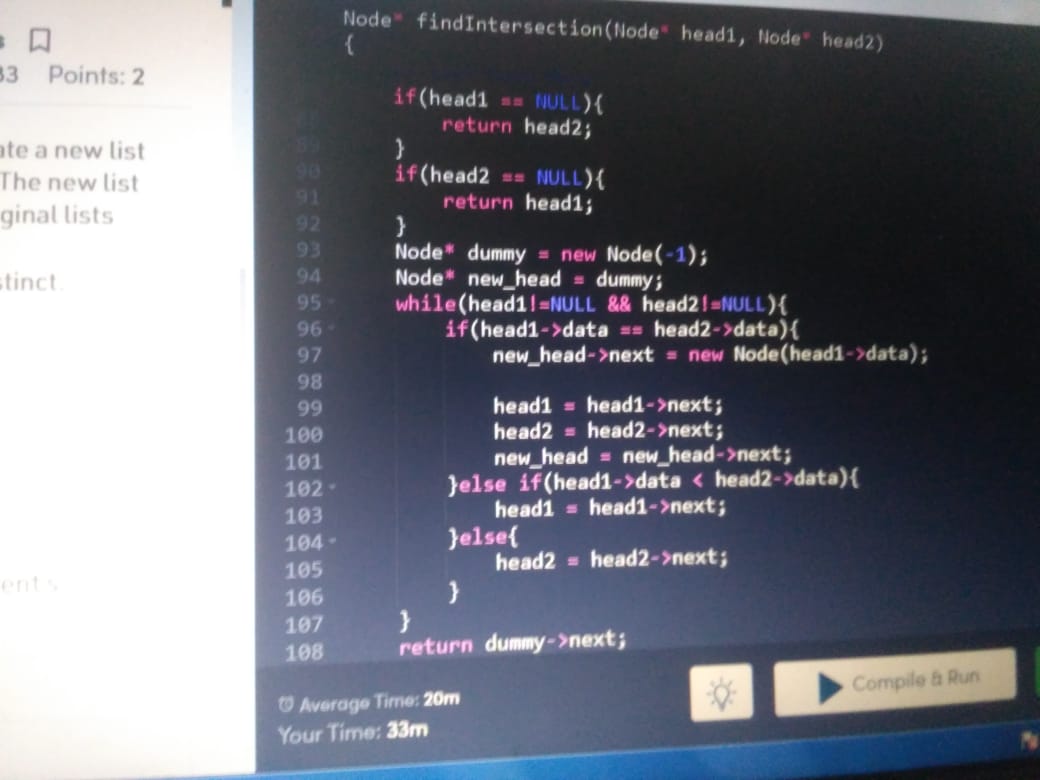 33 Points: 2
ate a new list
The new list
ginal lists
stinct.
ents
Node* findIntersection(Node* head1, Node* head2)
{
if(head1 == NULL){
return head2;
89 }
90 if(head2 == NULL){
91 return head1;
92 }
93 Node* dummy = new Node(-1);
94 Node* new_head = dummy;
95 while(head1!=NULL && head2!=NULL){
96 if(head1->data == head2->data){
97 new_head->next = new Node(head1->data);
98
99 head1 = head1->next;
100 head2 = head2->next;
101 new_head = new_head->next;
102 }else if(head1->data < head2->data){
103 head1 = head1->next;
104 }else{
105 head2 = head2->next;
106 }
107 }
108 return dummy->next;
Average Time: 20m
Your Time: 33m
Compile & Run